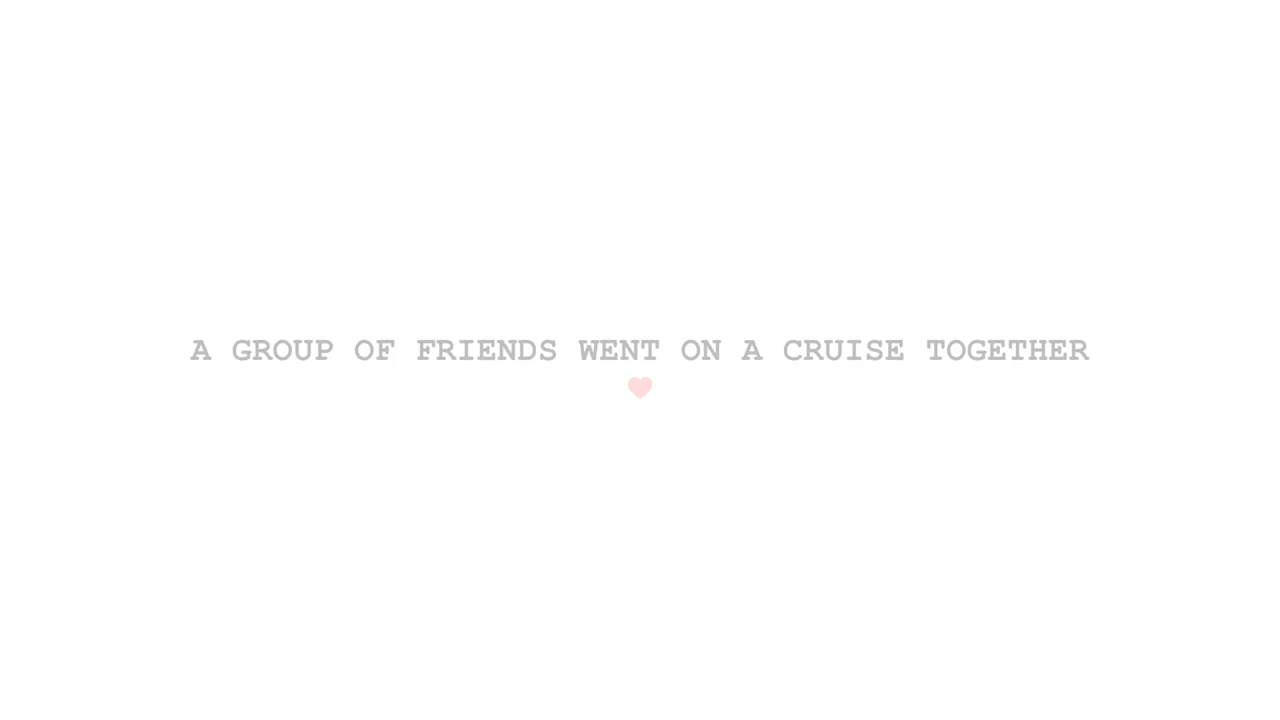 A GROUP OF FRIENDS WENT ON A CRUISE TOGETHER